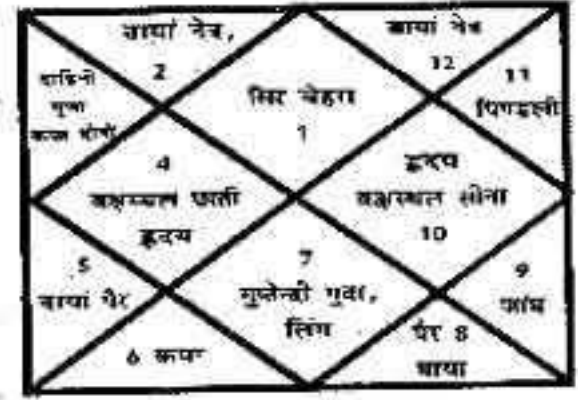 बायां नेत्र,
2
बायां नेत्र
12
दाहिनी
भुजा
11
पिण्डली
सिर चेहरा
1
4
वक्षस्थल छाती
हृदय
हृदय
वक्षस्थल सीना
10
5
बायां पैर
7
गुप्तेन्द्री गुदा,
लिंग
9
जांघ
6 कमर
पैर 8
बाया